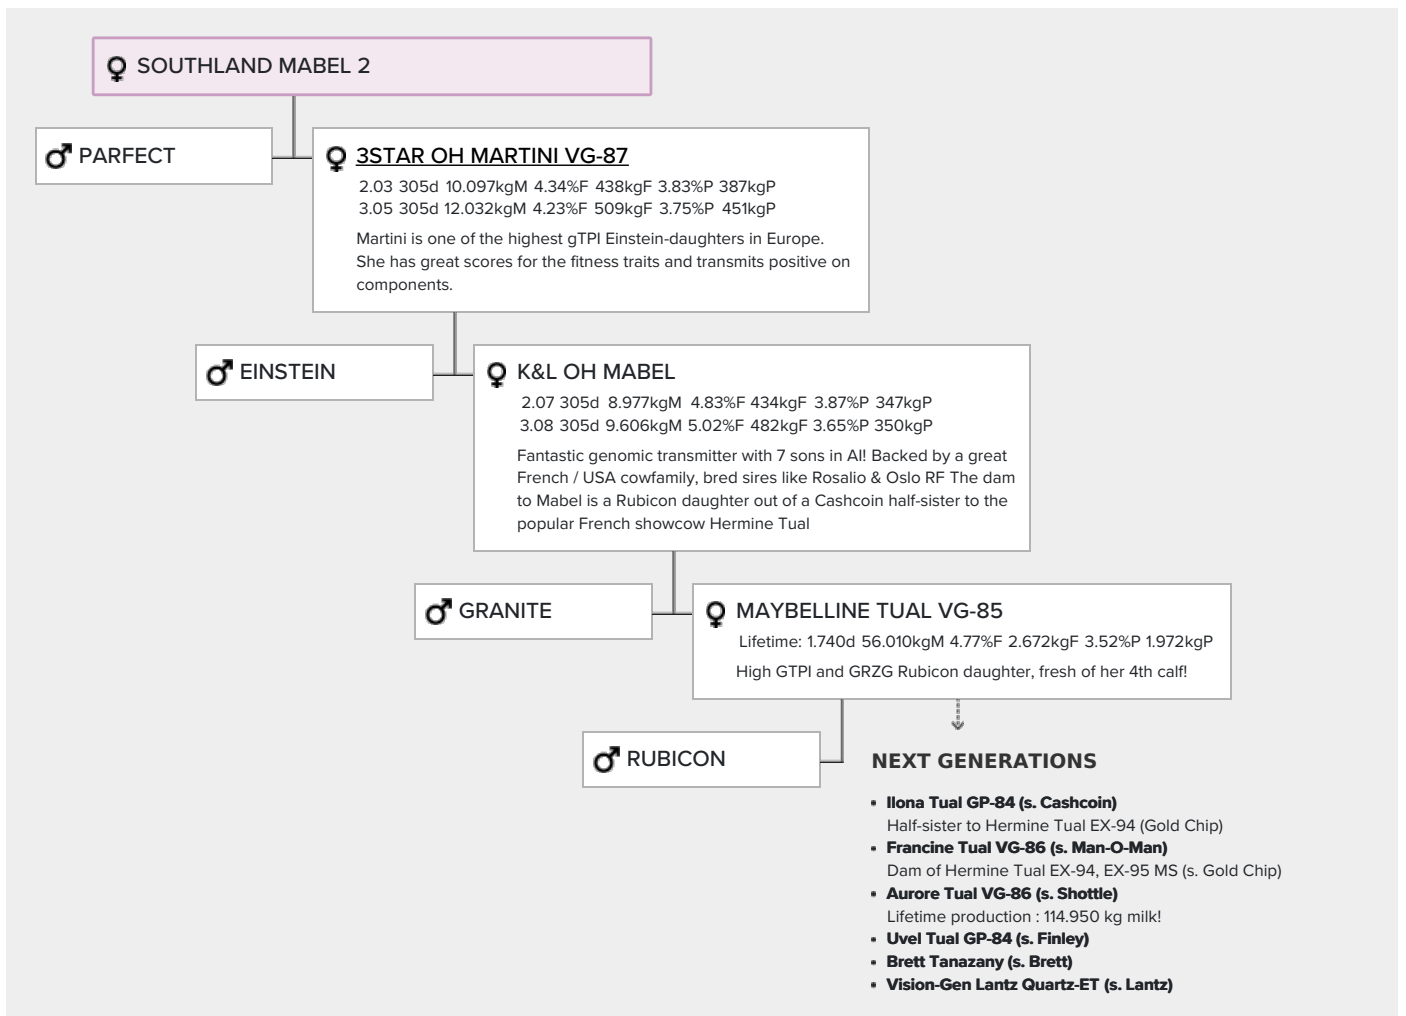 SOUTHLAND MABEL 2
PARFECT
3STAR OH MARTINI VG-87
2.03 305d 10.097kgM 4.34%F 438kgF 3.83%P 387kgP
3.05 305d 12.032kgM 4.23%F 509kgF 3.75%P 451kgP
Martini is one of the highest gTPI Einstein-daughters in Europe.
She has great scores for the fitness traits and transmits positive on
components.
EINSTEIN
K&L OH MABEL
2.07 305d 8.977kgM 4.83%F 434kgF 3.87%P 347kgP
3.08 305d 9.606kgM 5.02%F 482kgF 3.65%P 350kgP
Fantastic genomic transmitter with 7 sons in AI! Backed by a great
French / USA cowfamily, bred sires like Rosalio & Oslo RF The dam
to Mabel is a Rubicon daughter out of a Cashcoin half-sister to the
popular French showcow Hermine Tual
GRANITE
MAYBELLINE TUAL VG-85
Lifetime: 1.740d 56.010kgM 4.77%F 2.672kgF 3.52%P 1.972kgP
High GTPI and GRZG Rubicon daughter, fresh of her 4th calf!
RUBICON
NEXT GENERATIONS
▪ Ilona Tual GP-84 (s. Cashcoin)
Half-sister to Hermine Tual EX-94 (Gold Chip)
▪ Francine Tual VG-86 (s. Man-O-Man)
Dam of Hermine Tual EX-94, EX-95 MS (s. Gold Chip)
▪ Aurore Tual VG-86 (s. Shottle)
Lifetime production : 114.950 kg milk!
▪ Uvel Tual GP-84 (s. Finley)
▪ Brett Tanazany (s. Brett)
▪ Vision-Gen Lantz Quartz-ET (s. Lantz)